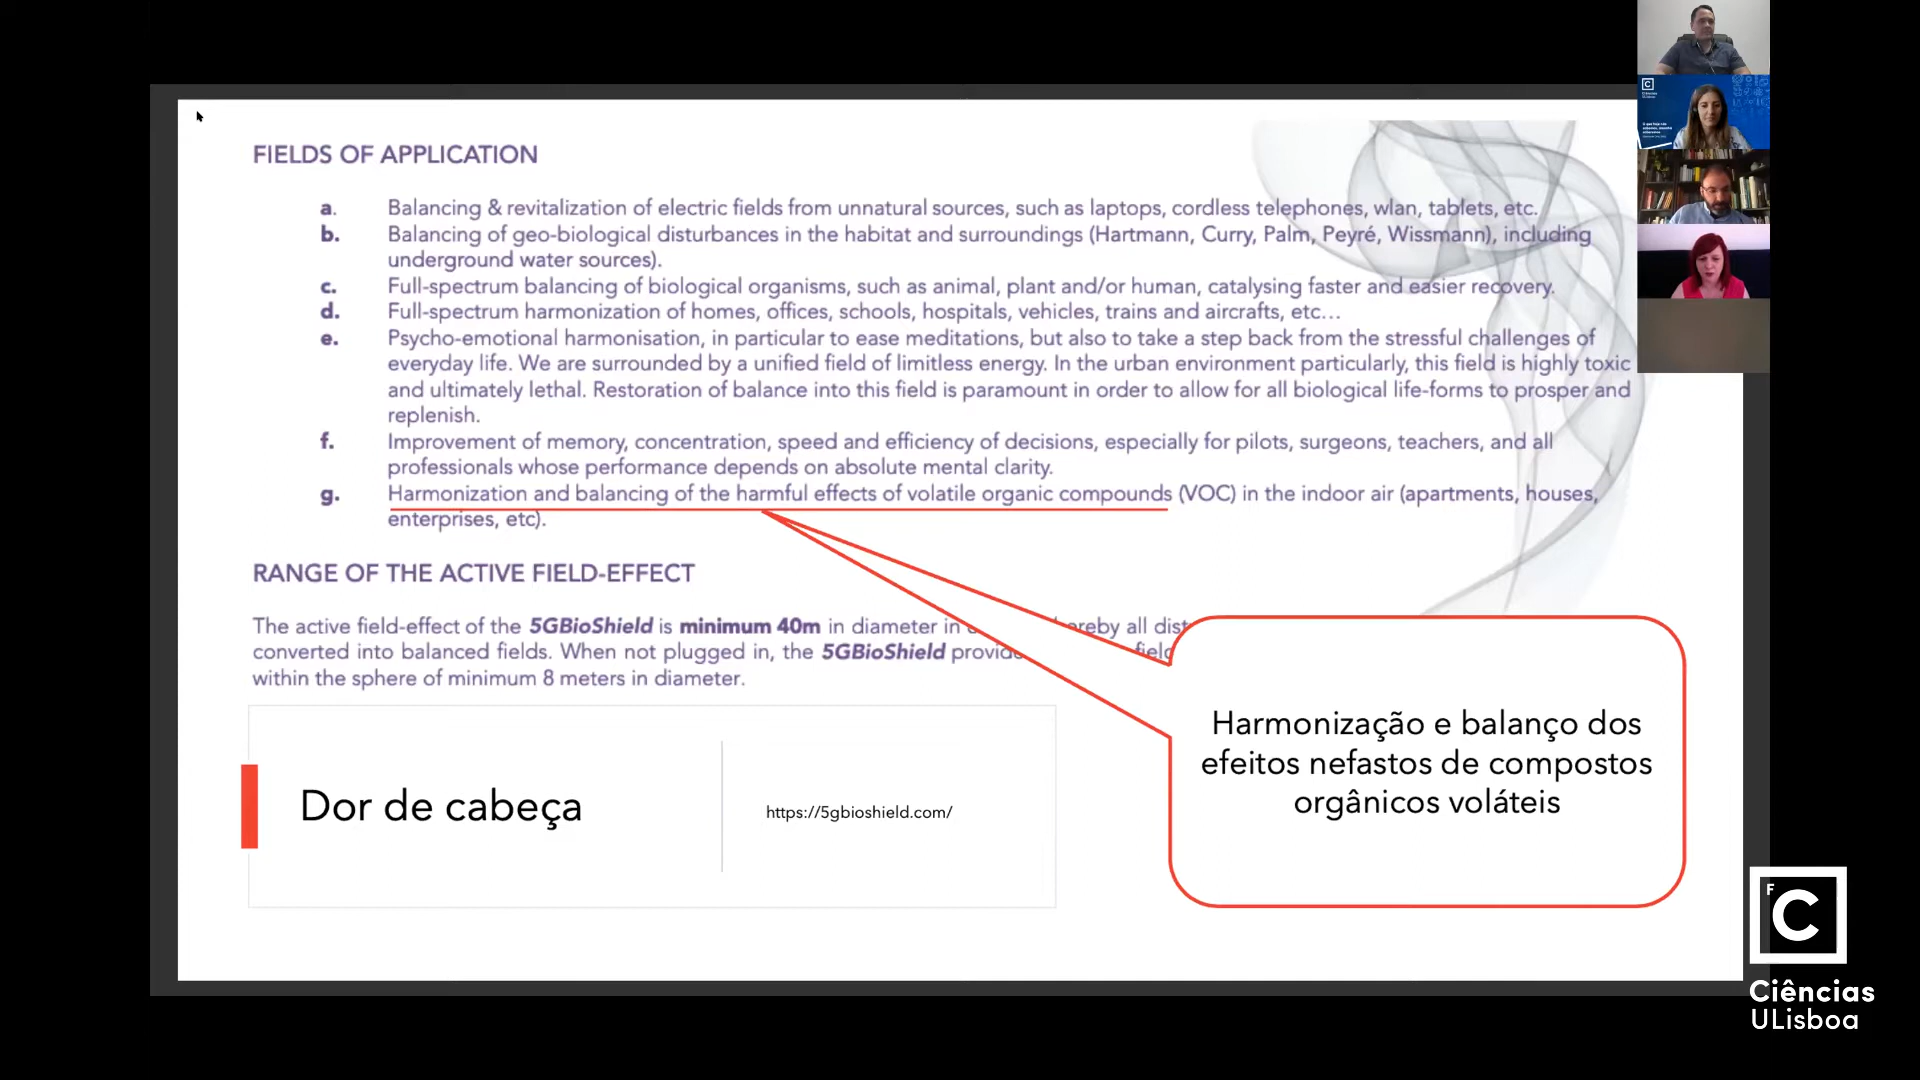 FIELDS OF APPLICATION
a. Balancing & revitalization of electric fields from unnatural sources, such as laptops, cordless telephones, wlan, tablets, etc.
b. Balancing of geo-biological disturbances in the habitat and surroundings (Hartmann, Curry, Palm, Peyré, Wissmann), including
underground water sources).
c. Full-spectrum balancing of biological organisms, such as animal, plant and/or human, catalysing faster and easier recovery.
d. Full-spectrum harmonization of homes, offices, schools, hospitals, vehicles, trains and aircrafts, etc...
e. Psycho-emotional harmonisation, in particular to ease meditations, but also to take a step back from the stressful challenges of
everyday life. We are surrounded by a unified field of limitless energy. In the urban environment particularly, this field is highly toxic
and ultimately lethal. Restoration of balance into this field is paramount in order to allow for all biological life-forms to prosper and
replenish.
f. Improvement of memory, concentration, speed and efficiency of decisions, especially for pilots, surgeons, teachers, and all
professionals whose performance depends on absolute mental clarity.
g. Harmonization and balancing of the harmful effects of volatile organic compounds (VOC) in the indoor air (apartments, houses,
enterprises, etc).
RANGE OF THE ACTIVE FIELD-EFFECT
The active field-effect of the 5GBioShield is minimum 40m in diameter in all
converted into balanced fields. When not plugged in, the 5GBioShield
within the sphere of minimum 8 meters in diameter.
Harmonização e balanço dos
efeitos nefastos de compostos
orgânicos voláteis
Dor de cabeça
https://5gbioshield.com/
F
C
Ciências
ULisboa